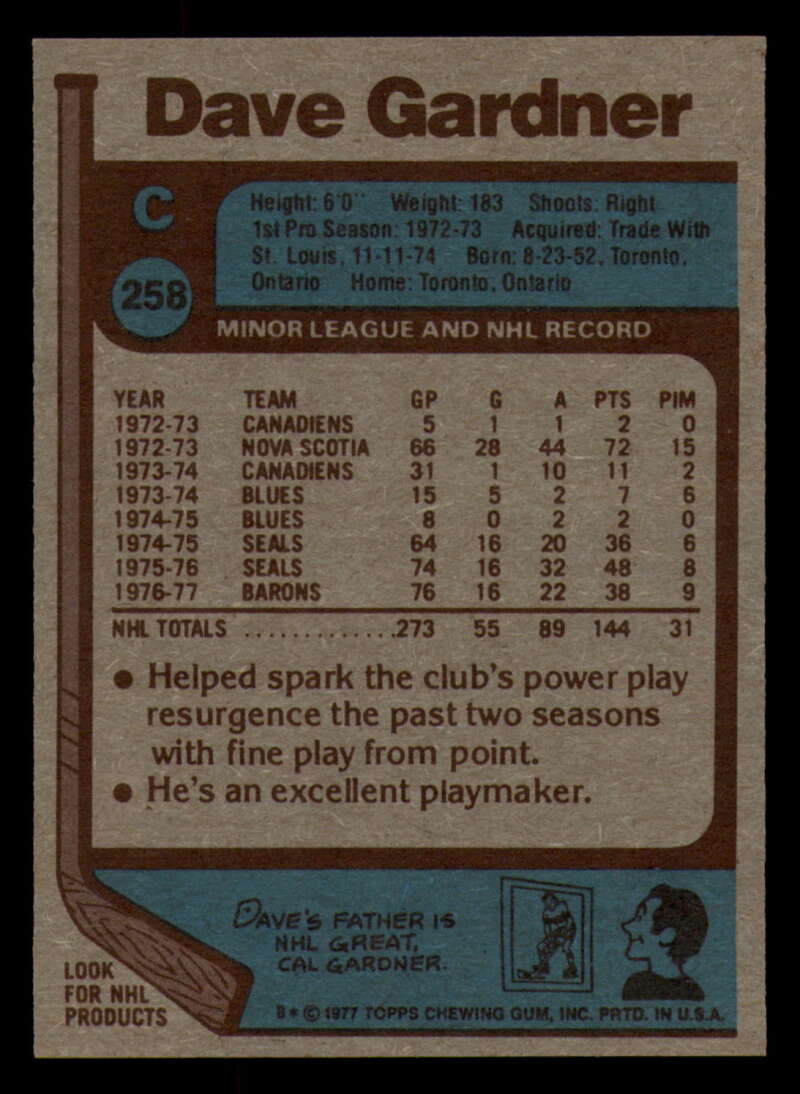 Dave Gardner
C
258
Height: 6'0" Weight: 183 Shoots: Right
1st Pro Season: 1972-73 Acquired: Trade With
St. Louis, 11-11-74 Born: 8-23-52, Toronto,
Ontario Home: Toronto, Ontario
MINOR LEAGUE AND NHL RECORD
YEAR TEAM GP G A PTS PIM
1972-73 CANADIENS 5 1 1 2 0
1972-73 NOVA SCOTIA 66 28 44 72 15
1973-74 CANADIENS 31 1 10 11 2
1973-74 BLUES 15 5 2 7 6
1974-75 BLUES 8 0 2 2 0
1974-75 SEALS 64 16 20 36 6
1975-76 SEALS 74 16 32 48 8
1976-77 BARONS 76 16 22 38 9
NHL TOTALS .............273 55 89 144 31
● Helped spark the club's power play
resurgence the past two seasons
with fine play from point.
● He's an excellent playmaker.
DAVE'S FATHER IS
NHL GREAT,
CAL GARDNER.
LOOK
FOR NHL
PRODUCTS
B* © 1977 TOPPS CHEWING GUM, INC. PRTD. IN U.S.A.